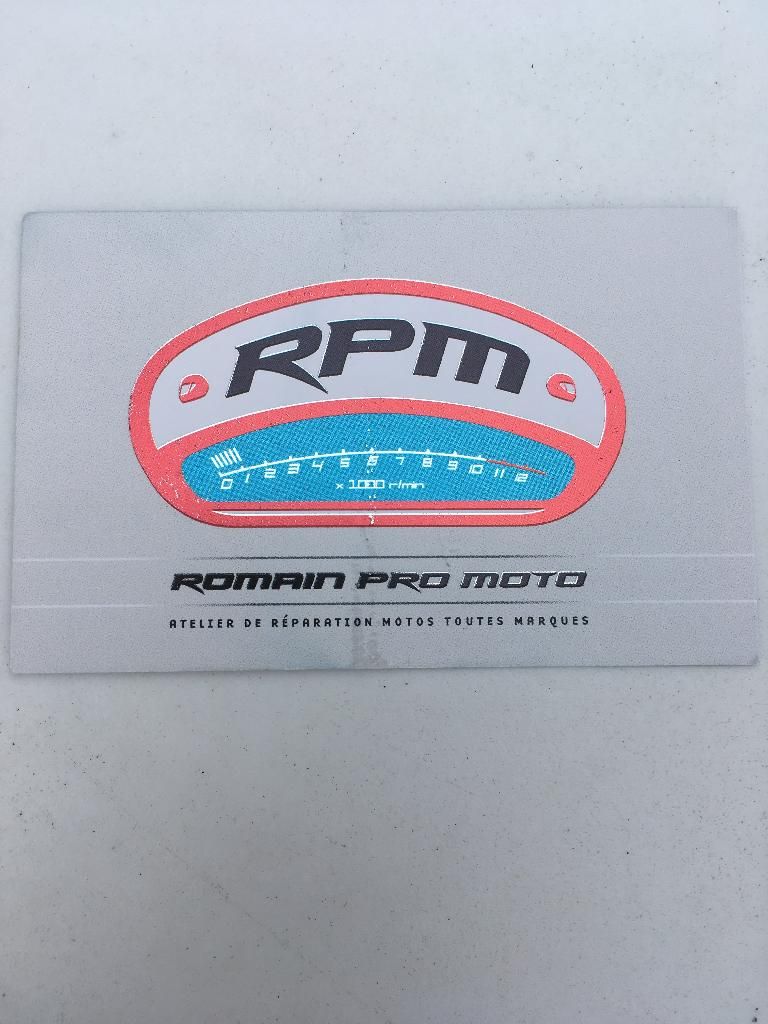 RPM
0 1 2 3 4 5 6 7 8 9 10 11 12
x 1000 r/min
ROMAIN PRO MOTO
ATELIER DE RÉPARATION MOTOS TOUTES MARQUES